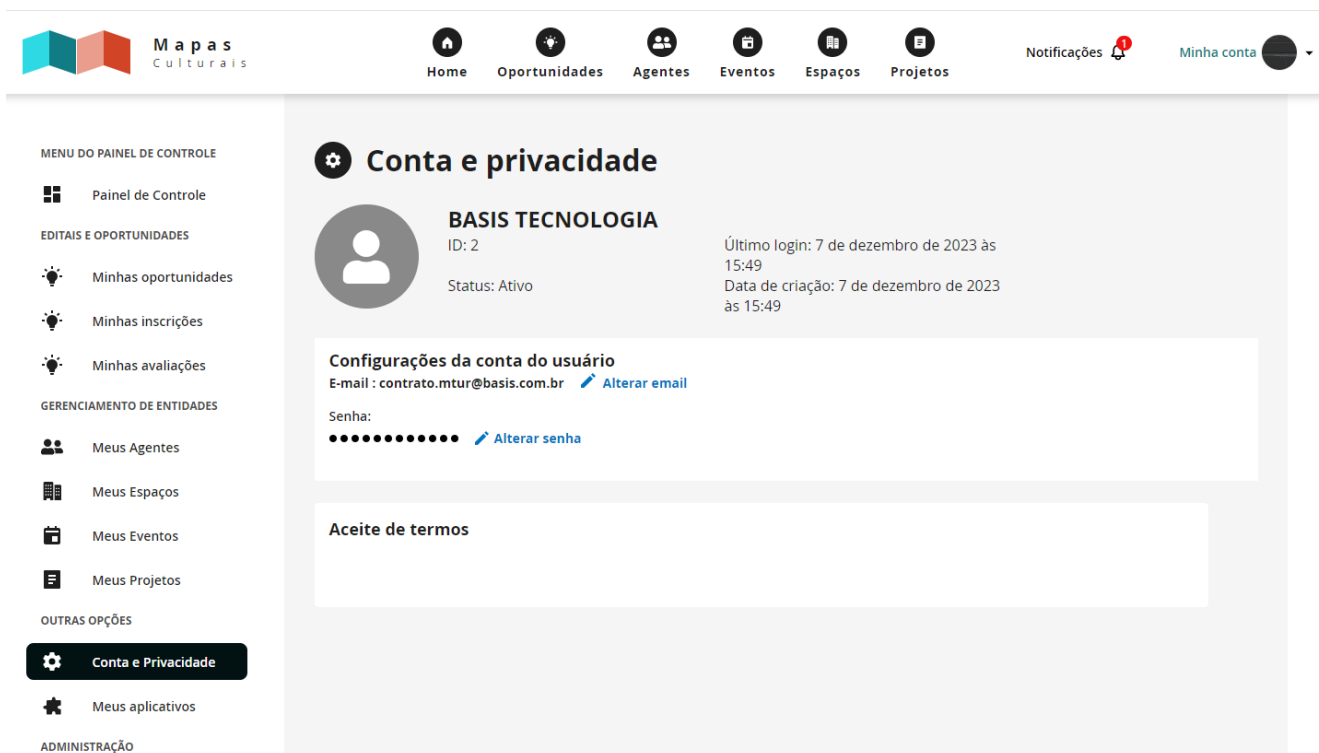 Mapas
Culturais
Home
Oportunidades
Agentes
Eventos
Espaços
Projetos
Notificações
1
Minha conta
MENU DO PAINEL DE CONTROLE
Painel de Controle
EDITAIS E OPORTUNIDADES
Minhas oportunidades
Minhas inscrições
Minhas avaliações
GERENCIAMENTO DE ENTIDADES
Meus Agentes
Meus Espaços
Meus Eventos
Meus Projetos
OUTRAS OPÇÕES
Conta e Privacidade
Meus aplicativos
ADMINISTRAÇÃO
Conta e privacidade
BASIS TECNOLOGIA
ID: 2
Status: Ativo
Último login: 7 de dezembro de 2023 às
15:49
Data de criação: 7 de dezembro de 2023
às 15:49
Configurações da conta do usuário
E-mail : contrato.mtur@basis.com.br Alterar email
Senha:
●●●●●●●●●●●● Alterar senha
Aceite de termos